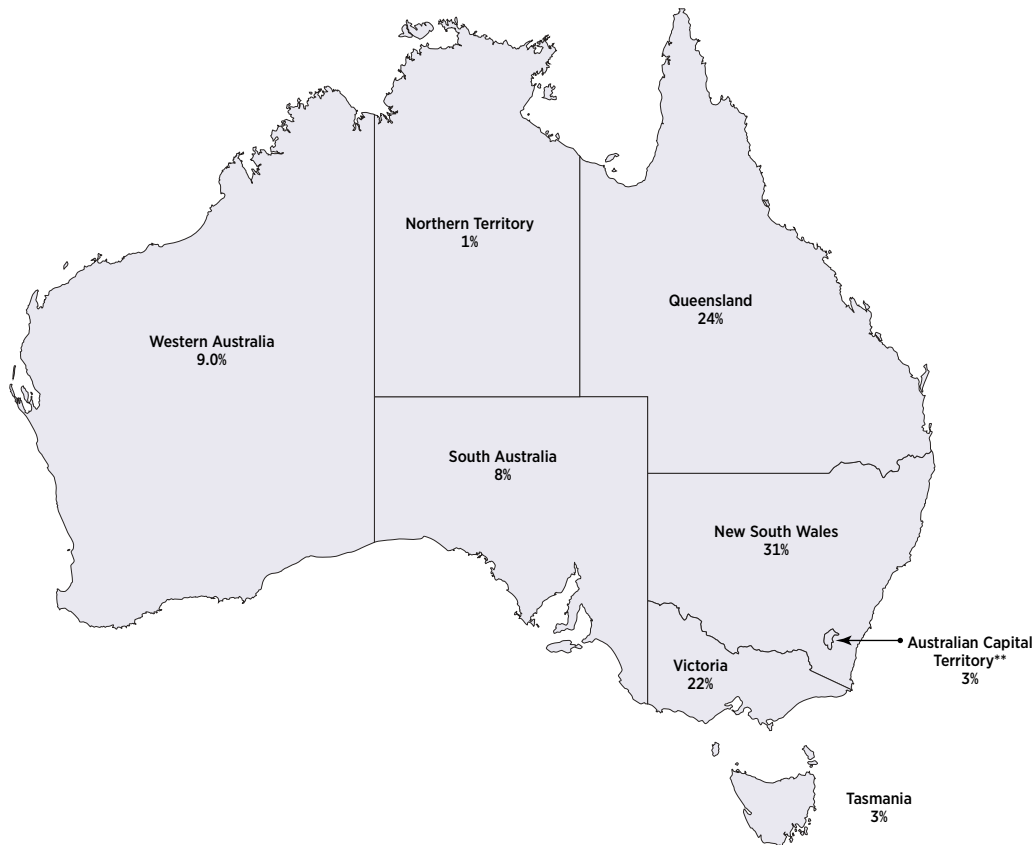 Northern Territory
1%
Queensland
24%
Western Australia
9.0%
South Australia
8%
New South Wales
31%
Australian Capital
Territory**
3%
Victoria
22%
Tasmania
3%